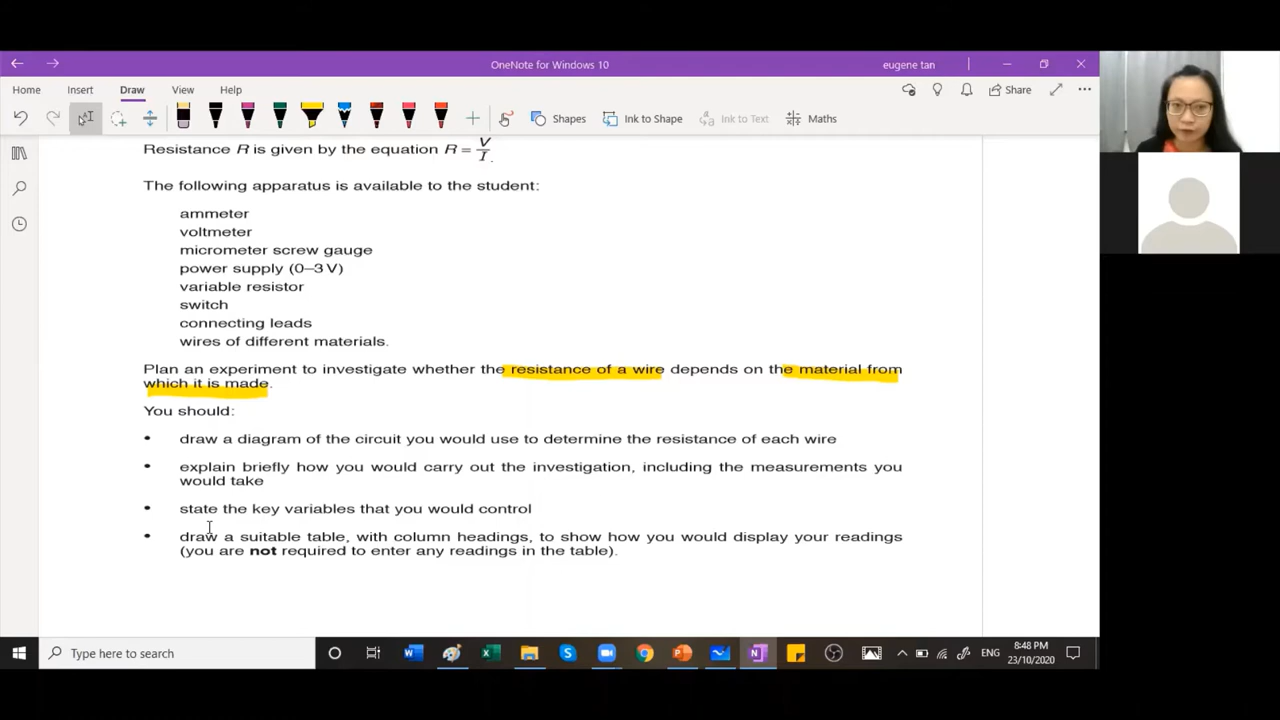 OneNote for Windows 10
eugene tan
Home
Insert
Draw
View
Help
Share
Shapes
Ink to Shape
Ink to Text
Maths
Resistance R is given by the equation R = V/I.
The following apparatus is available to the student:
ammeter
voltmeter
micrometer screw gauge
power supply (0–3 V)
variable resistor
switch
connecting leads
wires of different materials.
Plan an experiment to investigate whether the resistance of a wire depends on the material from
which it is made.
You should:
• draw a diagram of the circuit you would use to determine the resistance of each wire
• explain briefly how you would carry out the investigation, including the measurements you
would take
• state the key variables that you would control
• draw a suitable table, with column headings, to show how you would display your readings
(you are not required to enter any readings in the table).
Type here to search
ENG
8:48 PM
23/10/2020